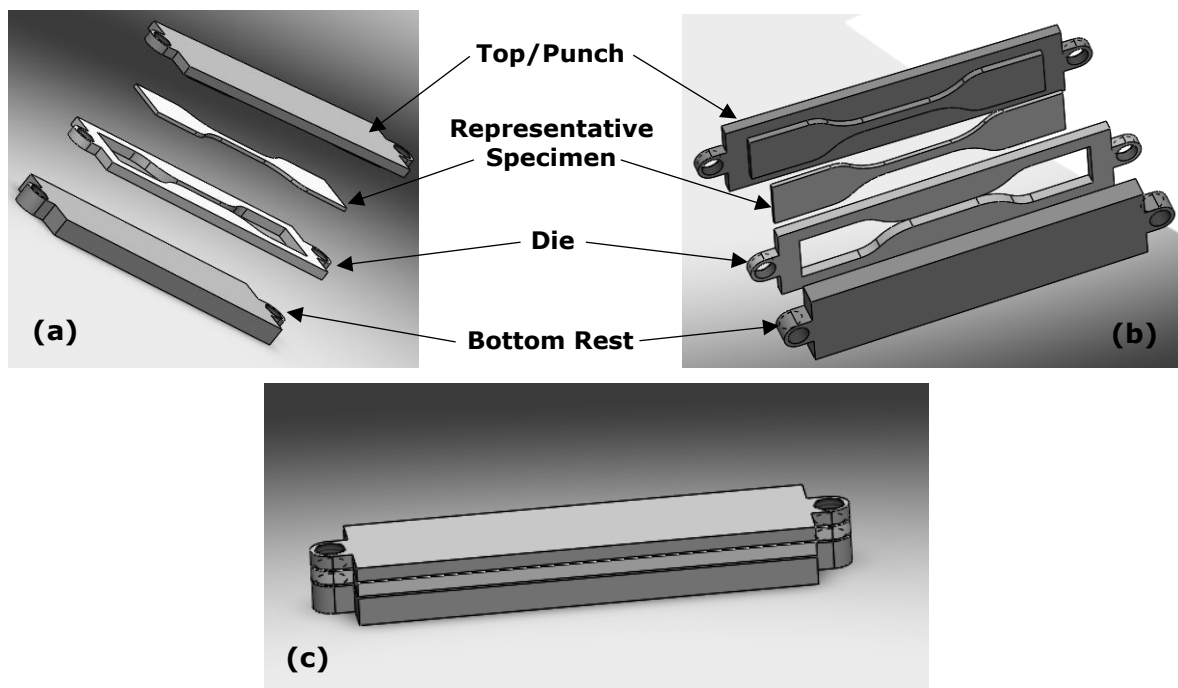 Top/Punch
Representative
Specimen
Die
(a)
Bottom Rest
(b)
(c)